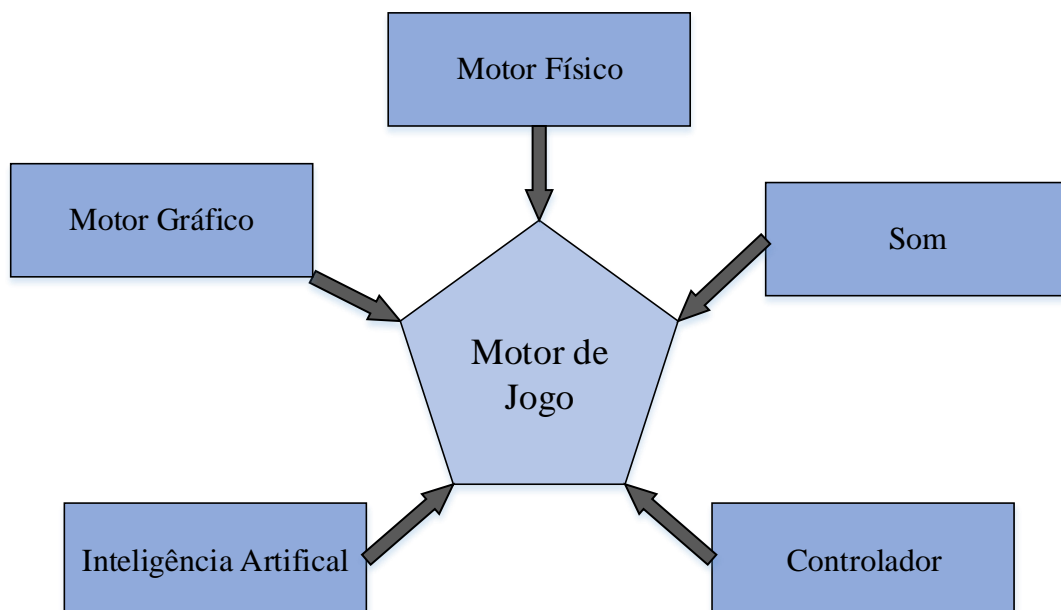 Motor Físico
Motor Gráfico
Som
Motor de
Jogo
Inteligência Artifical
Controlador